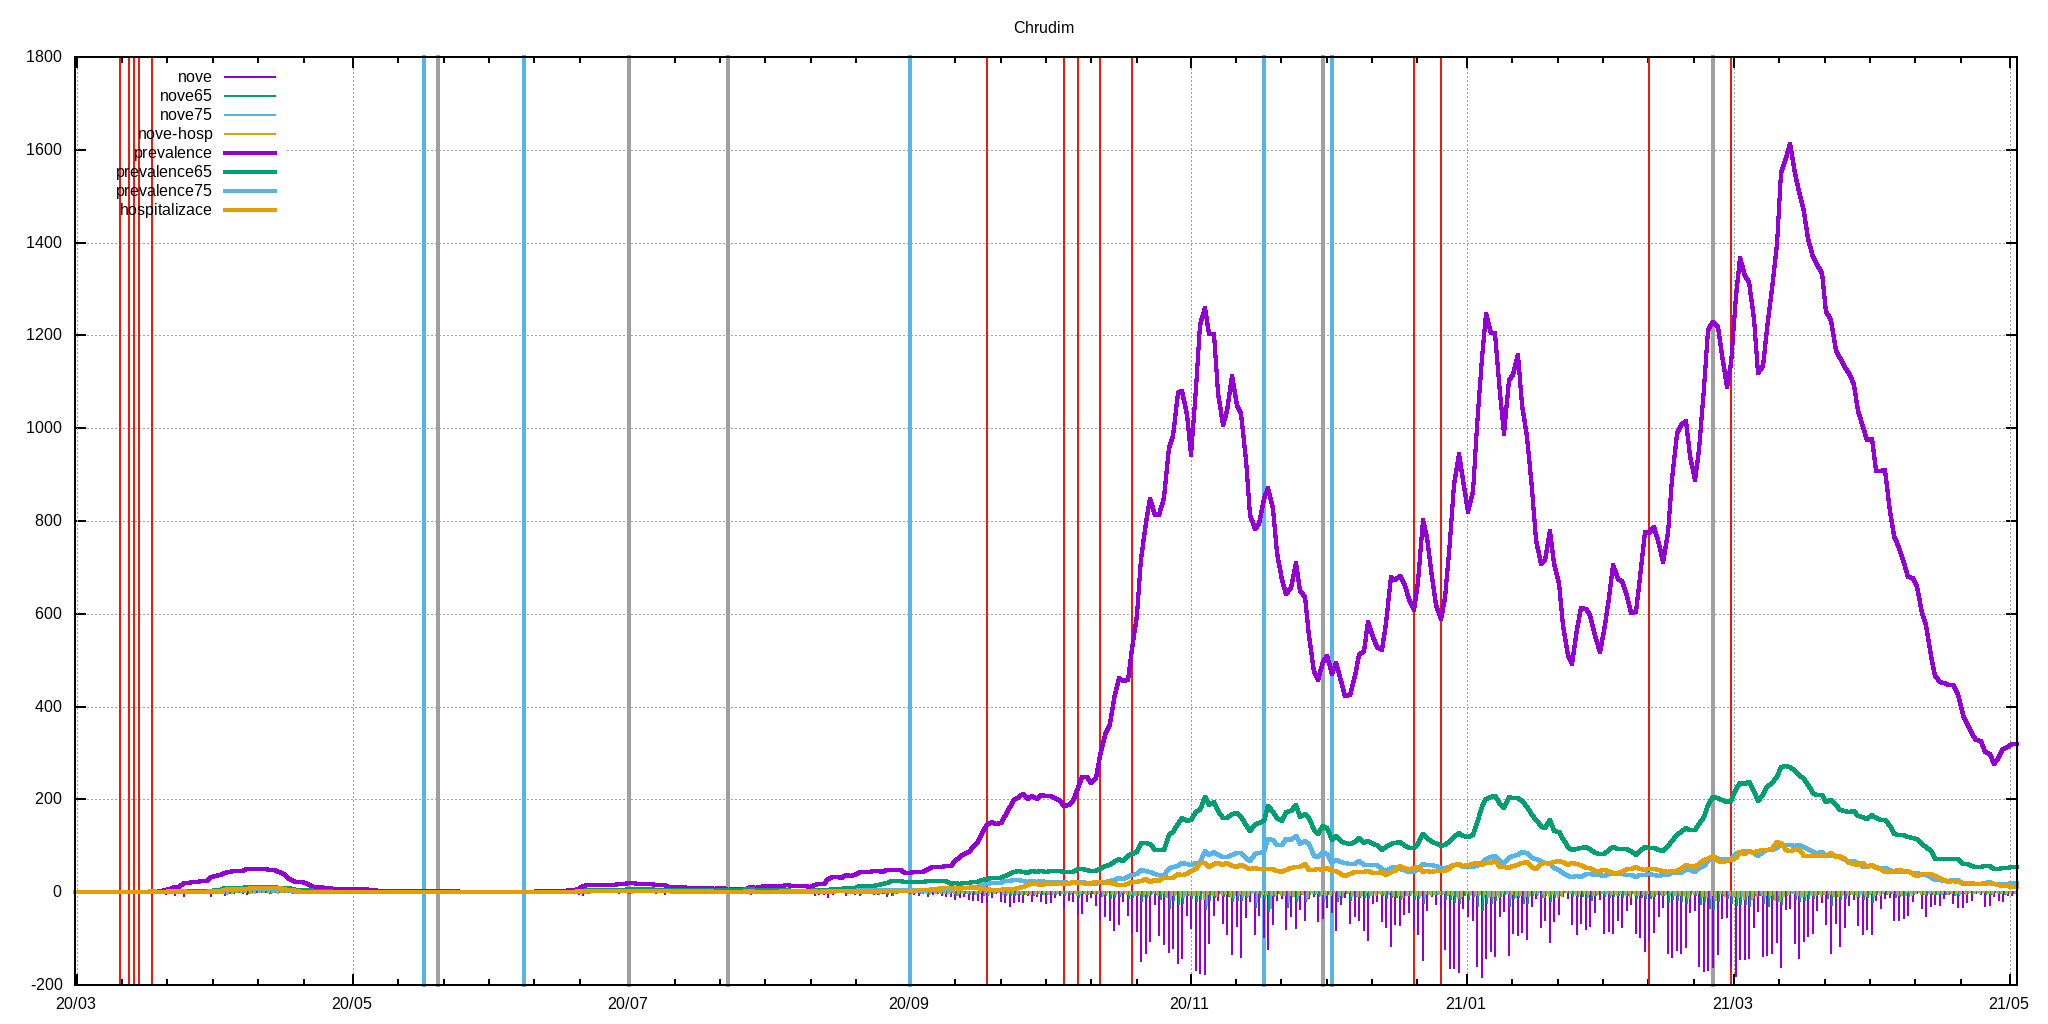 Chrudim
1800
1600
1400
1200
1000
800
600
400
200
0
-200
nove
nove65
nove75
nove-hosp
prevalence
prevalence65
prevalence75
hospitalizace
20/03 20/05 20/07 20/09 20/11 21/01 21/03 21/05